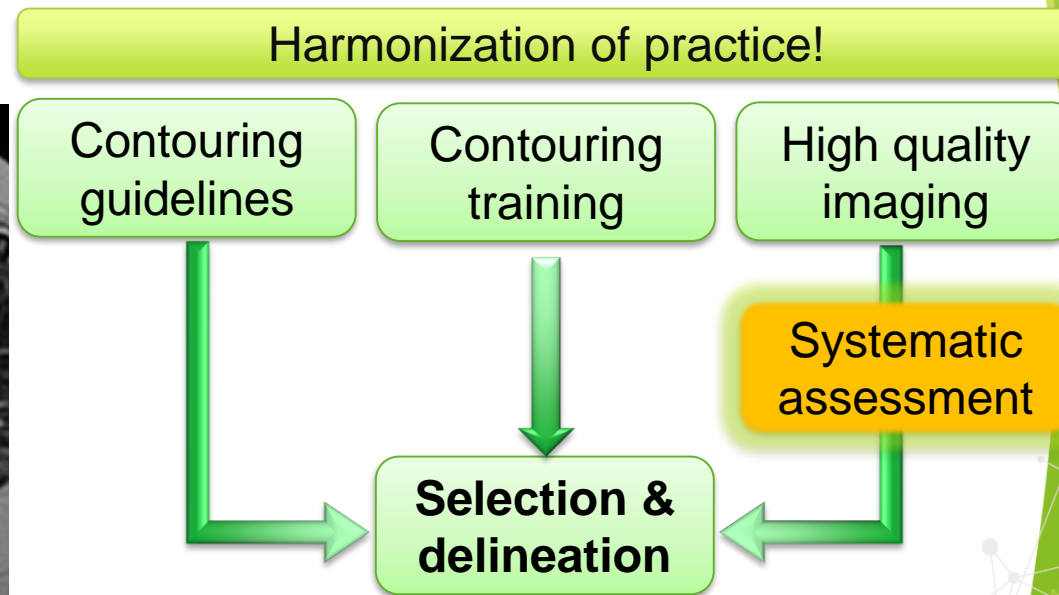 Harmonization of practice!
Contouring
guidelines
Contouring
training
High quality
imaging
Systematic
assessment
Selection &
delineation